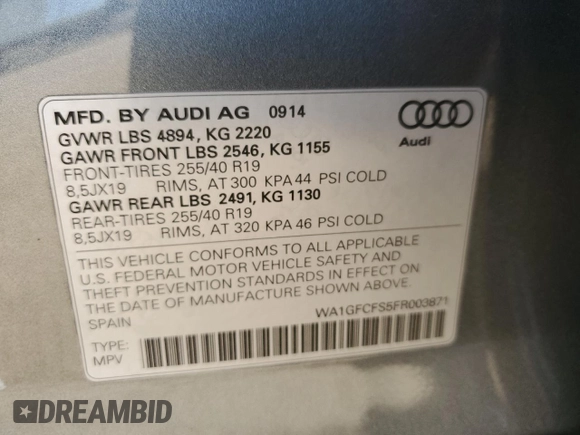 MFD. BY AUDI AG 0914
GVWR LBS 4894, KG 2220
GAWR FRONT LBS 2546, KG 1155
FRONT-TIRES 255/40 R19
8,5JX19 RIMS, AT 300 KPA 44 PSI COLD
GAWR REAR LBS 2491, KG 1130
REAR-TIRES 255/40 R19
8,5JX19 RIMS, AT 320 KPA 46 PSI COLD
Audi
THIS VEHICLE CONFORMS TO ALL APPLICABLE
U.S. FEDERAL MOTOR VEHICLE SAFETY AND
THEFT PREVENTION STANDARDS IN EFFECT ON
THE DATE OF MANUFACTURE SHOWN ABOVE.
SPAIN
WA1GFCFS5FR003871
TYPE:
MPV
DREAMBID